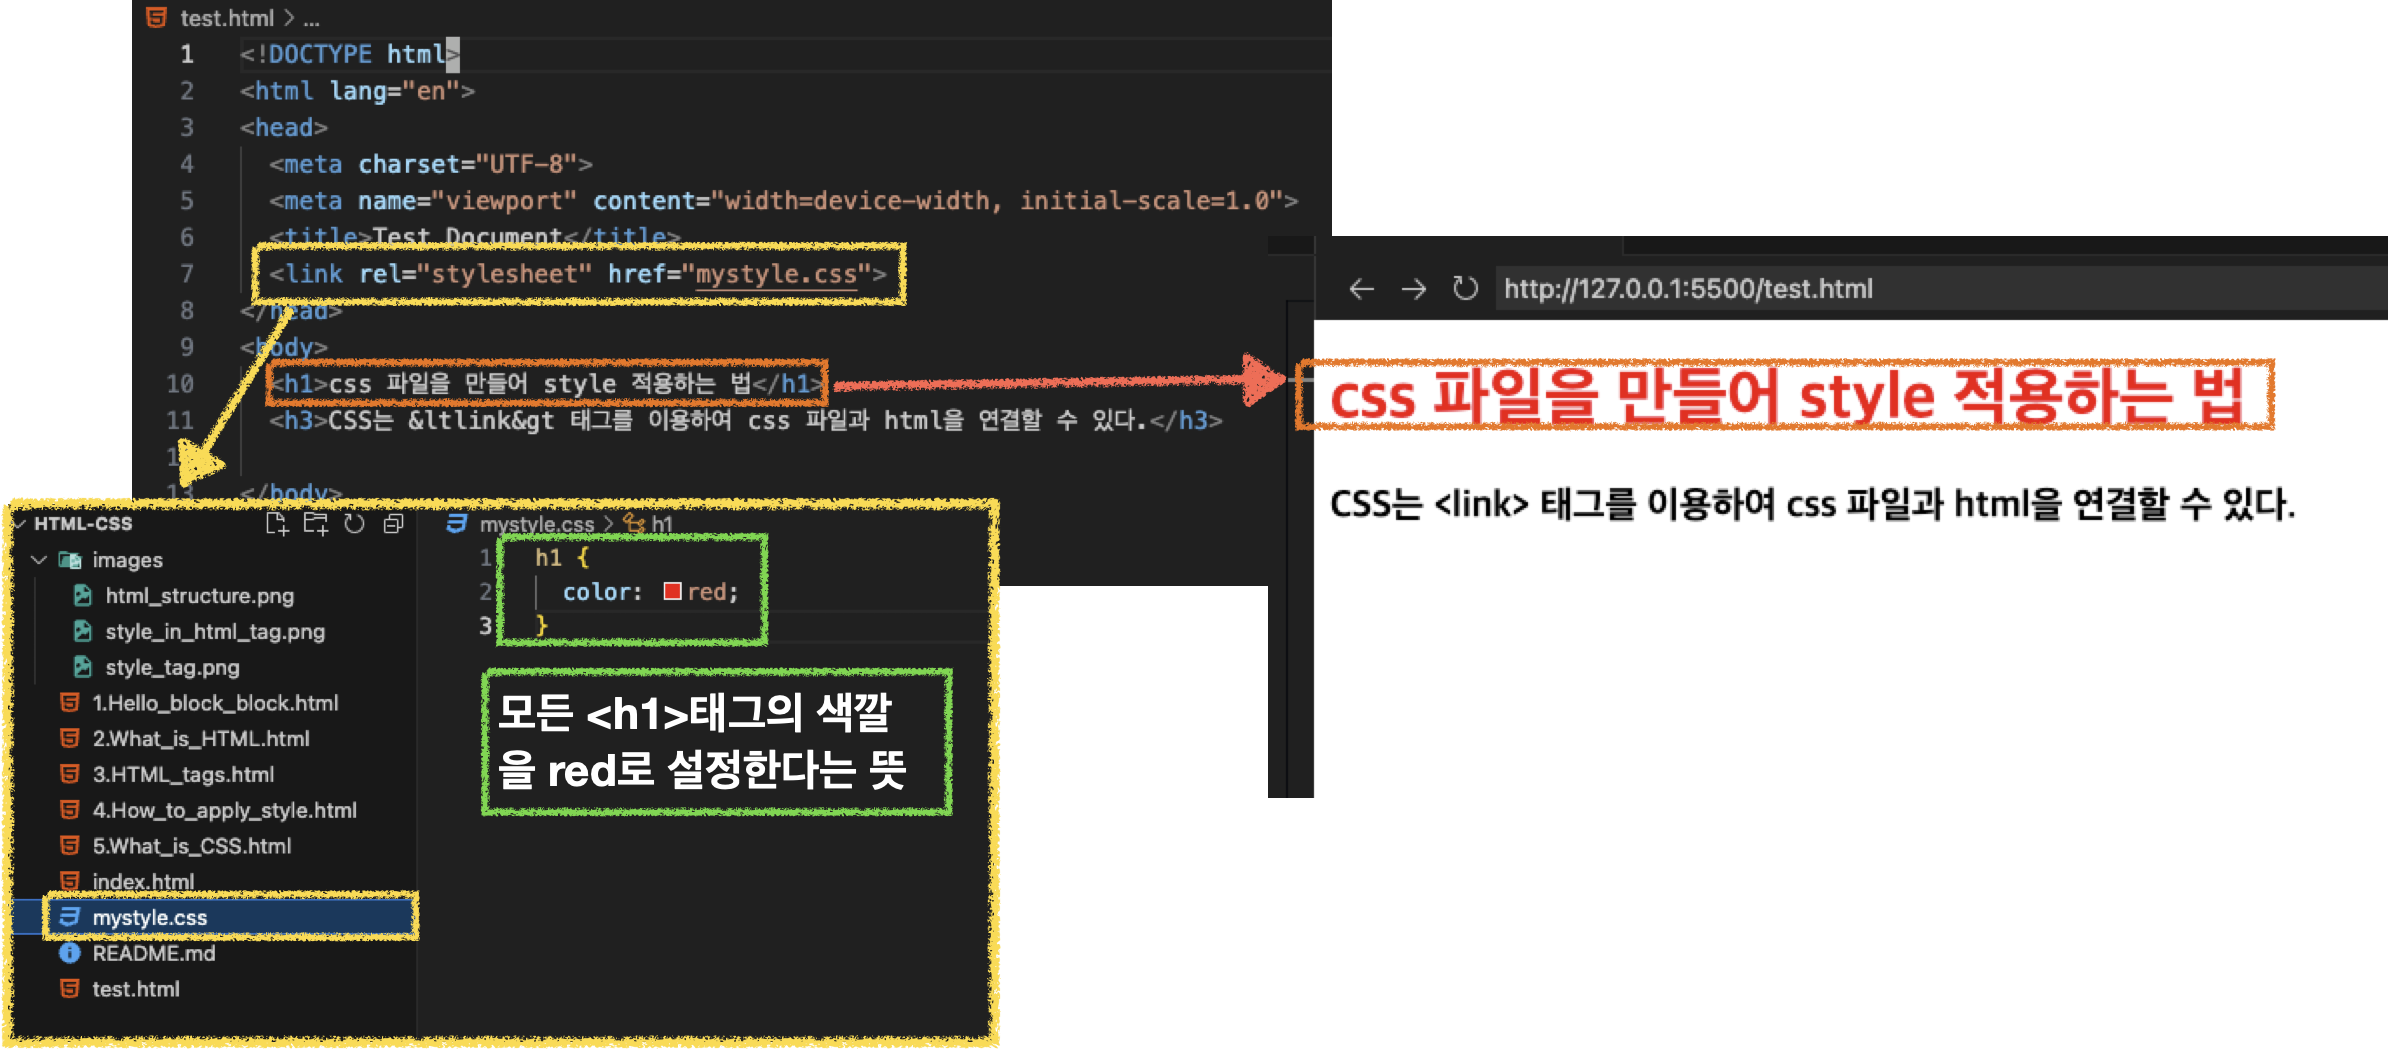 test.html > ...
1 <!DOCTYPE html>
2 <html lang="en">
3 <head>
4 <meta charset="UTF-8">
5 <meta name="viewport" content="width=device-width, initial-scale=1.0">
6 <title>Test Document</title>
7 <link rel="stylesheet" href="mystyle.css">
8 </head>
9 <body>
10 <h1>css 파일을 만들어 style 적용하는 법</h1>
11 <h3>CSS는 &ltlink&gt 태그를 이용하여 css 파일과 html을 연결할 수 있다.</h3>
13 </body>
http://127.0.0.1:5500/test.html
css 파일을 만들어 style 적용하는 법
CSS는 <link> 태그를 이용하여 css 파일과 html을 연결할 수 있다.
HTML-CSS
images
html_structure.png
style_in_html_tag.png
style_tag.png
1.Hello_block_block.html
2.What_is_HTML.html
3.HTML_tags.html
4.How_to_apply_style.html
5.What_is_CSS.html
index.html
mystyle.css
README.md
test.html
mystyle.css > h1
1 h1 {
2 color: red;
3 }
모든 <h1>태그의 색깔
을 red로 설정한다는 뜻